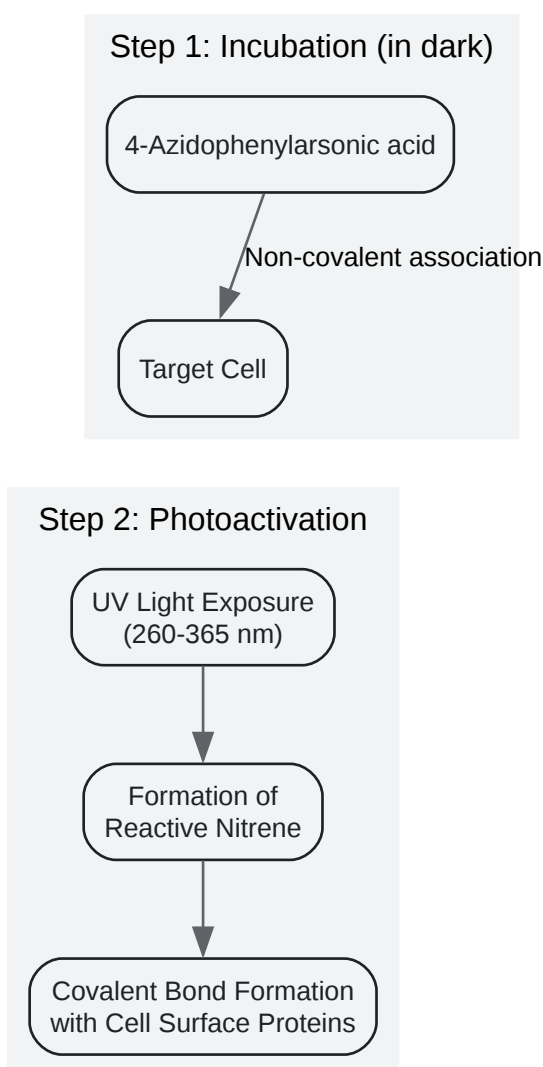 Step 1: Incubation (in dark)
4-Azidophenylarsonic acid
Non-covalent association
Target Cell
Step 2: Photoactivation
UV Light Exposure
(260-365 nm)
Formation of
Reactive Nitrene
Covalent Bond Formation
with Cell Surface Proteins